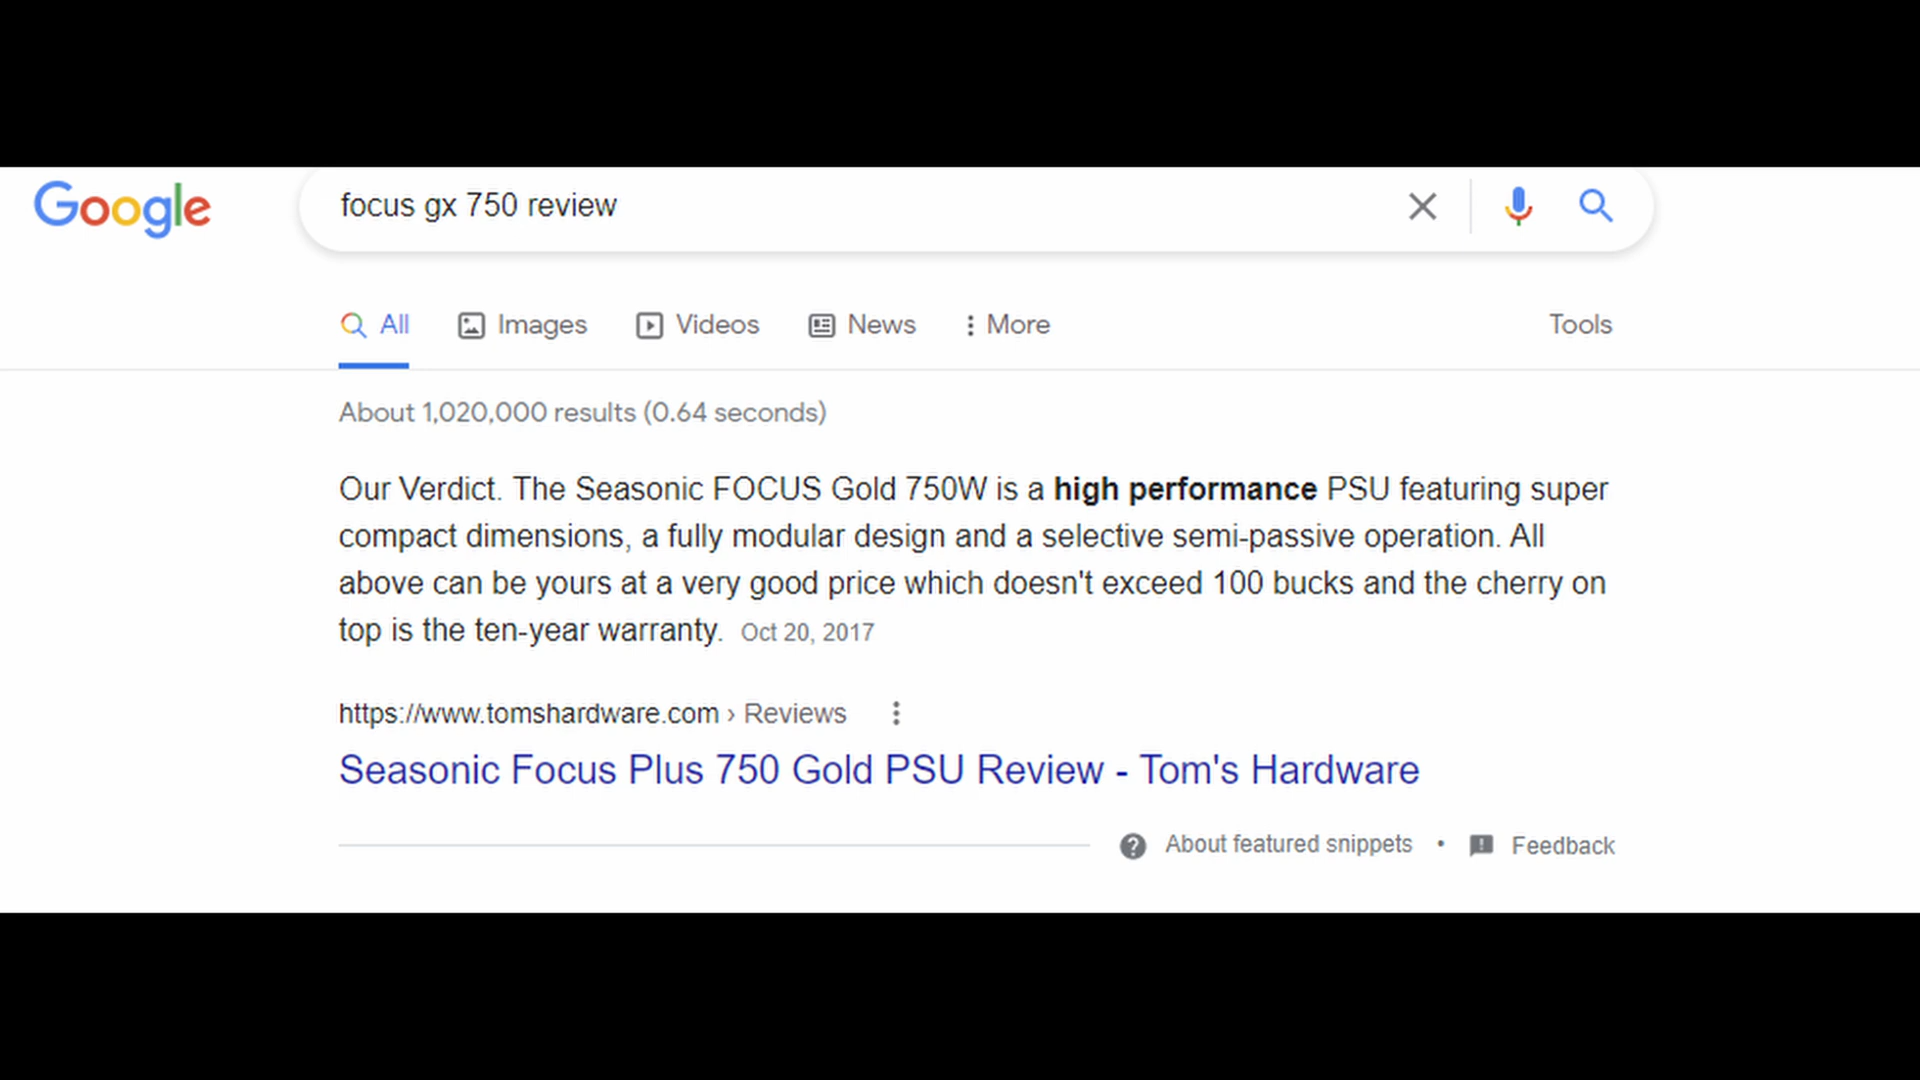 Google
focus gx 750 review
All Images Videos News More Tools
About 1,020,000 results (0.64 seconds)
Our Verdict. The Seasonic FOCUS Gold 750W is a high performance PSU featuring super
compact dimensions, a fully modular design and a selective semi-passive operation. All
above can be yours at a very good price which doesn't exceed 100 bucks and the cherry on
top is the ten-year warranty. Oct 20, 2017
https://www.tomshardware.com › Reviews
Seasonic Focus Plus 750 Gold PSU Review - Tom's Hardware
About featured snippets • Feedback